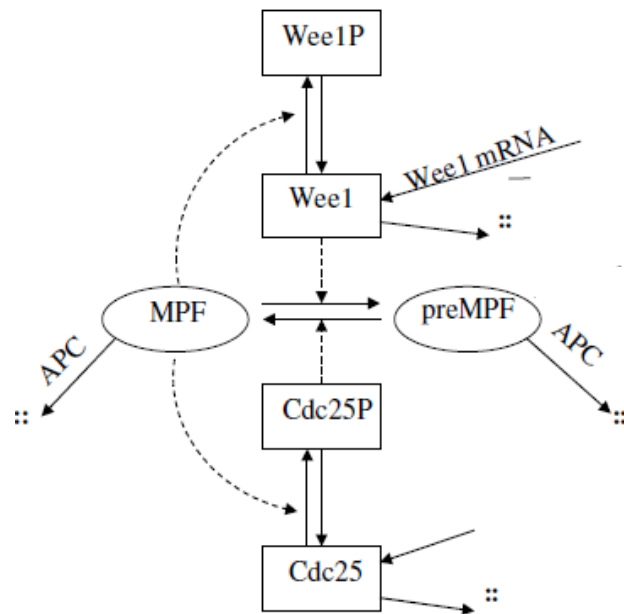 Wee1P
Wee1 mRNA
Wee1
MPF
preMPF
APC
APC
Cdc25P
Cdc25